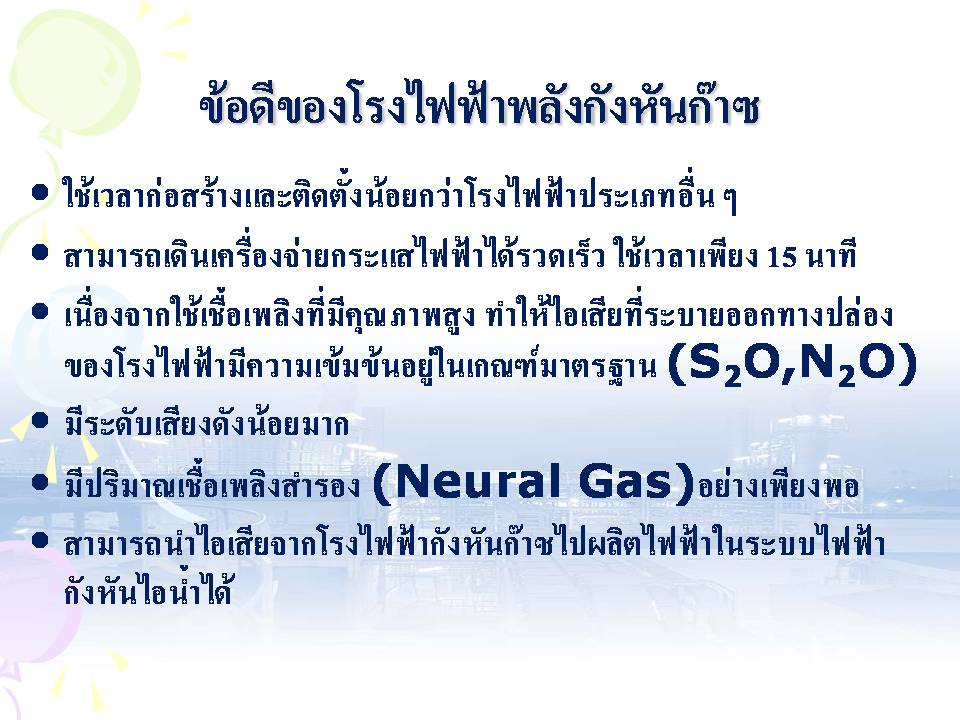 ข้อดีของโรงไฟฟ้าพลังกังหันก๊าซ
• ใช้เวลาก่อสร้างและติดตั้งน้อยกว่าโรงไฟฟ้าประเภทอื่น ๆ
• สามารถเดินเครื่องจ่ายกระแสไฟฟ้าได้รวดเร็ว ใช้เวลาเพียง 15 นาที
• เนื่องจากใช้เชื้อเพลิงที่มีคุณภาพสูง ทำให้ไอเสียที่ระบายออกทางปล่อง
ของโรงไฟฟ้ามีความเข้มข้นอยู่ในเกณฑ์มาตรฐาน (S₂O,N₂O)
• มีระดับเสียงดังน้อยมาก
• มีปริมาณเชื้อเพลิงสำรอง (Neural Gas)อย่างเพียงพอ
• สามารถนำไอเสียจากโรงไฟฟ้ากังหันก๊าซไปผลิตไฟฟ้าในระบบไฟฟ้า
กังหันไอน้ำได้